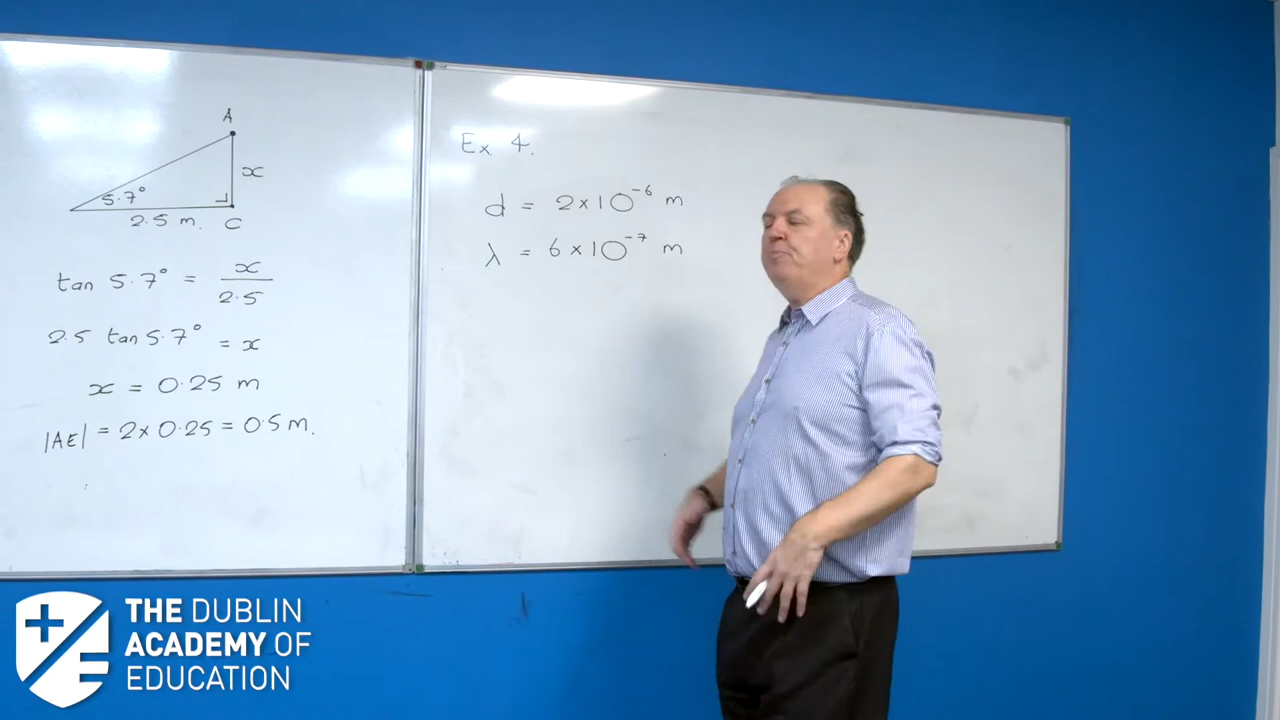 A
x
5.7°
2.5 m.
C
tan 5.7° = x / 2.5
2.5 tan 5.7° = x
x = 0.25 m
|AE| = 2 x 0.25 = 0.5 m.
Ex 4.
d = 2 x 10⁻⁶ m
λ = 6 x 10⁻⁷ m
THE DUBLIN
ACADEMY OF
EDUCATION